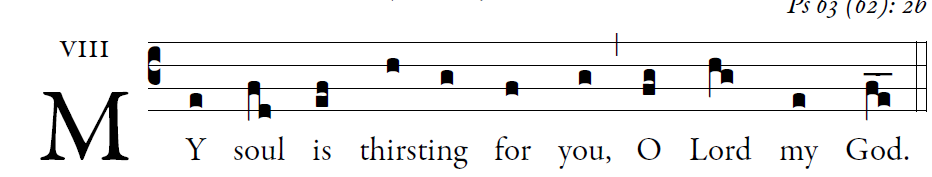 Ps 63 (62): 2b
VIII
MY soul is thirsting for you, O Lord my God.